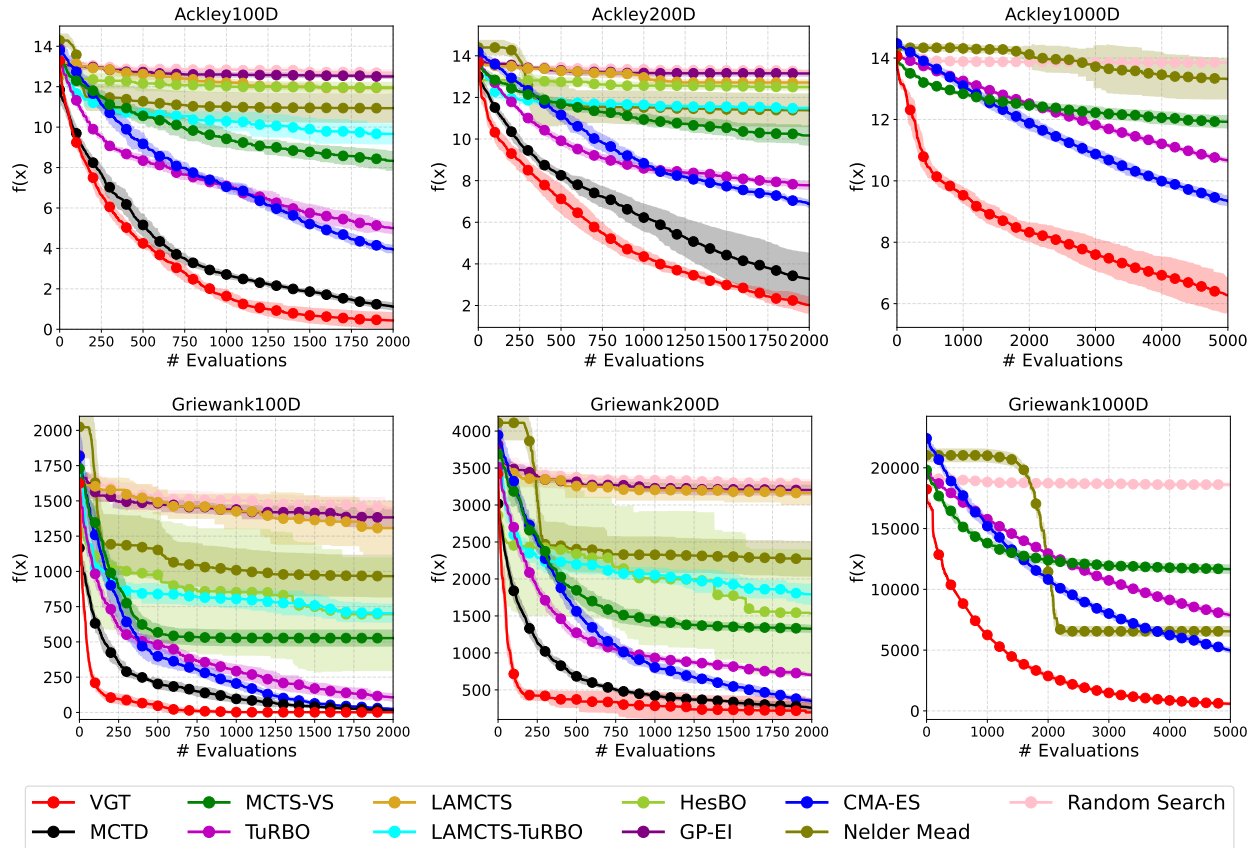 Ackley100D
Ackley200D
Ackley1000D
f(x)
14
12
10
8
6
4
2
0
0 250 500 750 1000 1250 1500 1750 2000
# Evaluations
f(x)
14
12
10
8
6
4
2
0 250 500 750 1000 1250 1500 1750 2000
# Evaluations
f(x)
14
12
10
8
6
0 1000 2000 3000 4000 5000
# Evaluations
Griewank100D
Griewank200D
Griewank1000D
f(x)
2000
1750
1500
1250
1000
750
500
250
0
0 250 500 750 1000 1250 1500 1750 2000
# Evaluations
f(x)
4000
3500
3000
2500
2000
1500
1000
500
0 250 500 750 1000 1250 1500 1750 2000
# Evaluations
f(x)
20000
15000
10000
5000
0
0 1000 2000 3000 4000 5000
# Evaluations
VGT MCTS-VS LAMCTS HesBO CMA-ES Random Search
MCTD TuRBO LAMCTS-TuRBO GP-EI Nelder Mead